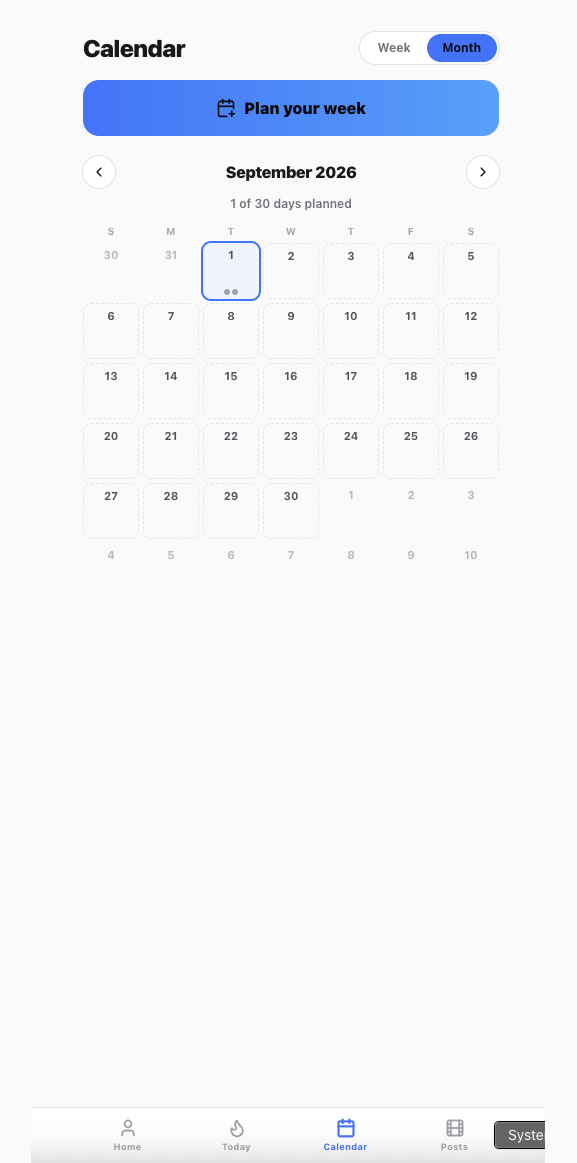 Calendar
Week Month
Plan your week
September 2026
1 of 30 days planned
S M T W T F S
30 31 1 2 3 4 5
6 7 8 9 10 11 12
13 14 15 16 17 18 19
20 21 22 23 24 25 26
27 28 29 30 1 2 3
4 5 6 7 8 9 10
Home Today Calendar Posts Syste